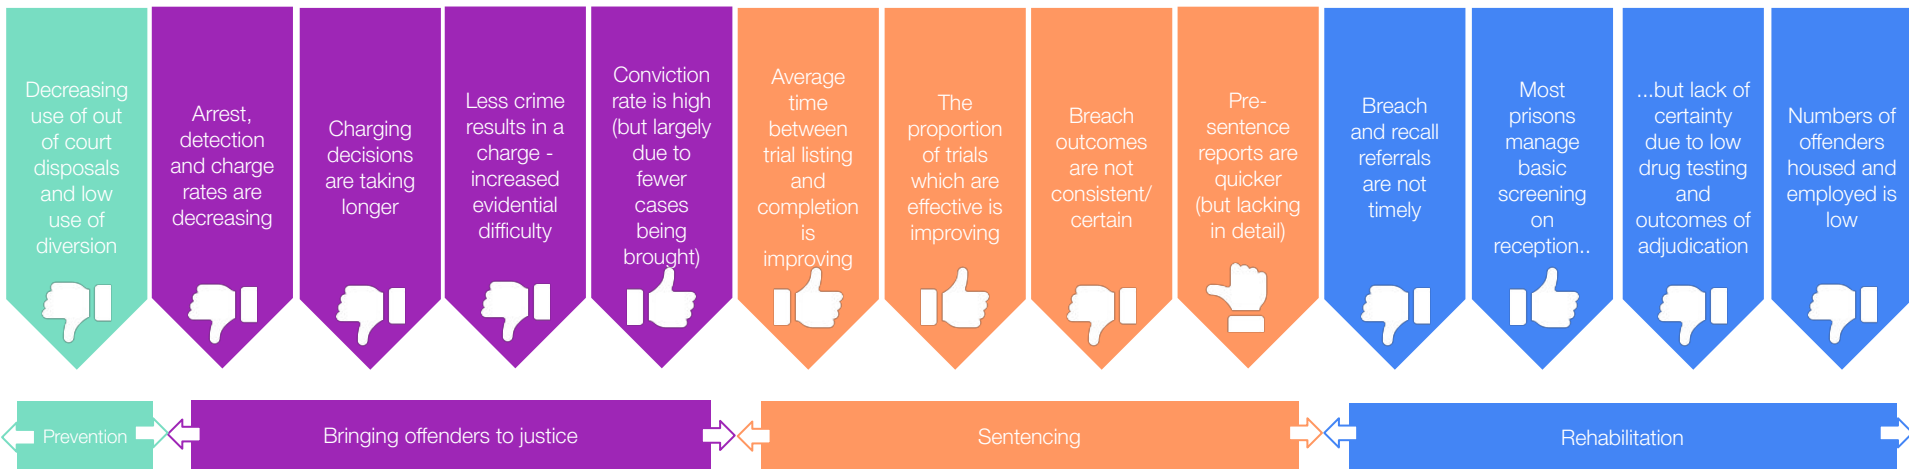 Decreasing
use of out
of court
disposals
and low
use of
diversion
Arrest,
detection
and charge
rates are
decreasing
Charging
decisions
are taking
longer
Less crime
results in a
charge -
increased
evidential
difficulty
Conviction
rate is high
(but largely
due to
fewer
cases
being
brought)
Average
time
between
trial listing
and
completion
is
improving
The
proportion
of trials
which are
effective is
improving
Breach
outcomes
are not
consistent/
certain
Pre-
sentence
reports are
quicker
(but lacking
in detail)
Breach
and recall
referrals
are not
timely
Most
prisons
manage
basic
screening
on
reception..
...but lack of
certainty
due to low
drug testing
and
outcomes of
adjudication
Numbers of
offenders
housed and
employed is
low
Prevention
Bringing offenders to justice
Sentencing
Rehabilitation